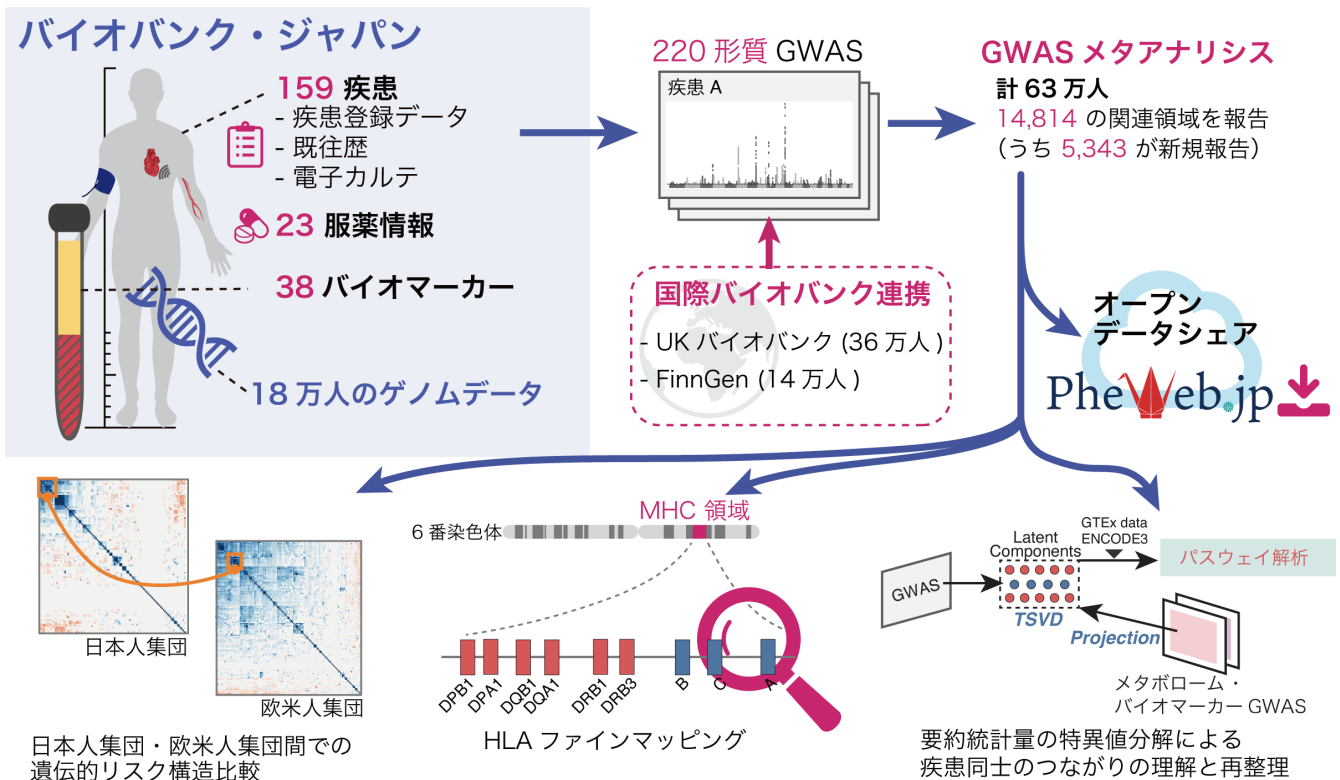 バイオバンク・ジャパン
159 疾患
- 疾患登録データ
- 既往歴
- 電子カルテ
23 服薬情報
38 バイオマーカー
18 万人のゲノムデータ
220 形質 GWAS
疾患 A
国際バイオバンク連携
- UK バイオバンク (36 万人 )
- FinnGen (14 万人 )
GWAS メタアナリシス
計 63 万人
14,814 の関連領域を報告
（うち 5,343 が新規報告）
オープン
データシェア
PheWeb.jp
日本人集団
欧米人集団
日本人集団・欧米人集団間での
遺伝的リスク構造比較
MHC 領域
6 番染色体
DPB1
DPA1
DQB1
DQA1
DRB1
DRB3
B
C
A
HLA ファインマッピング
GWAS
Latent
Components
TSVD
GTEx data
ENCODE3
パスウェイ解析
Projection
メタボローム・
バイオマーカー GWAS
要約統計量の特異値分解による
疾患同士のつながりの理解と再整理